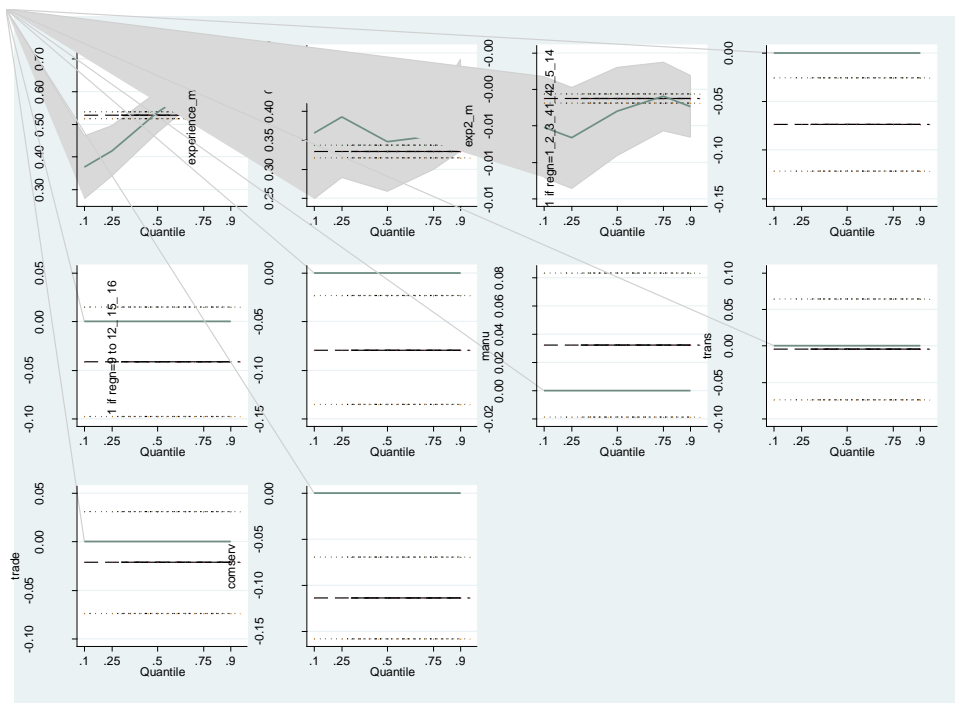 0.30 0.40 0.50 0.60 0.70
.1 .25 .5 .75 .9
Quantile
experience_m
0.25 0.30 0.35 0.40
.1 .25 .5 .75 .9
Quantile
exp2_m
-0.01 -0.01 -0.01 -0.00 -0.00
.1 .25 .5 .75 .9
Quantile
1 if regn=1_2_3_41_42_5_14
-0.15 -0.10 -0.05 0.00
.1 .25 .5 .75 .9
Quantile
-0.10 -0.05 0.00 0.05
.1 .25 .5 .75 .9
Quantile
1 if regn=9 to 12_ 15_ 16
-0.15 -0.10 -0.05 0.00
.1 .25 .5 .75 .9
Quantile
manu
-0.02 0.00 0.02 0.04 0.06 0.08
.1 .25 .5 .75 .9
Quantile
trans
-0.10 -0.05 0.00 0.05 0.10
.1 .25 .5 .75 .9
Quantile
trade
-0.10 -0.05 0.00 0.05
.1 .25 .5 .75 .9
Quantile
comserv
-0.15 -0.10 -0.05 0.00
.1 .25 .5 .75 .9
Quantile